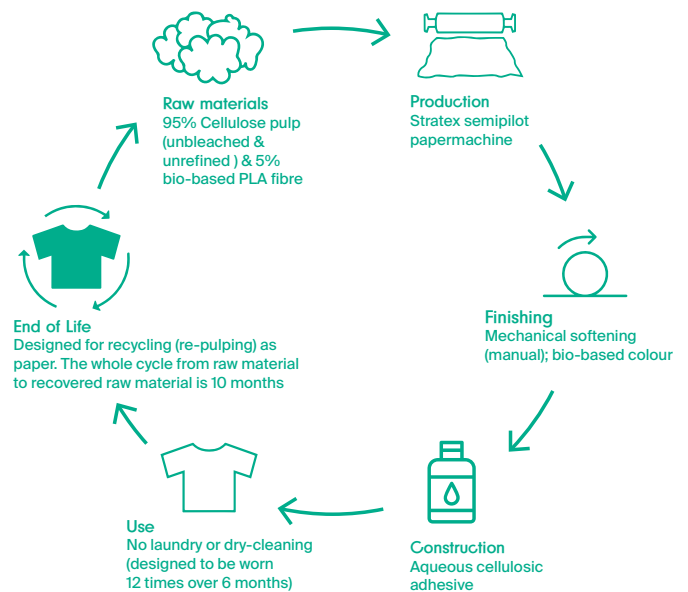 Raw materials
95% Cellulose pulp
(unbleached &
unrefined ) & 5%
bio-based PLA fibre
Production
Stratex semipilot
papermachine
Finishing
Mechanical softening
(manual); bio-based colour
Construction
Aqueous cellulosic
adhesive
Use
No laundry or dry-cleaning
(designed to be worn
12 times over 6 months)
End of Life
Designed for recycling (re-pulping) as
paper. The whole cycle from raw material
to recovered raw material is 10 months